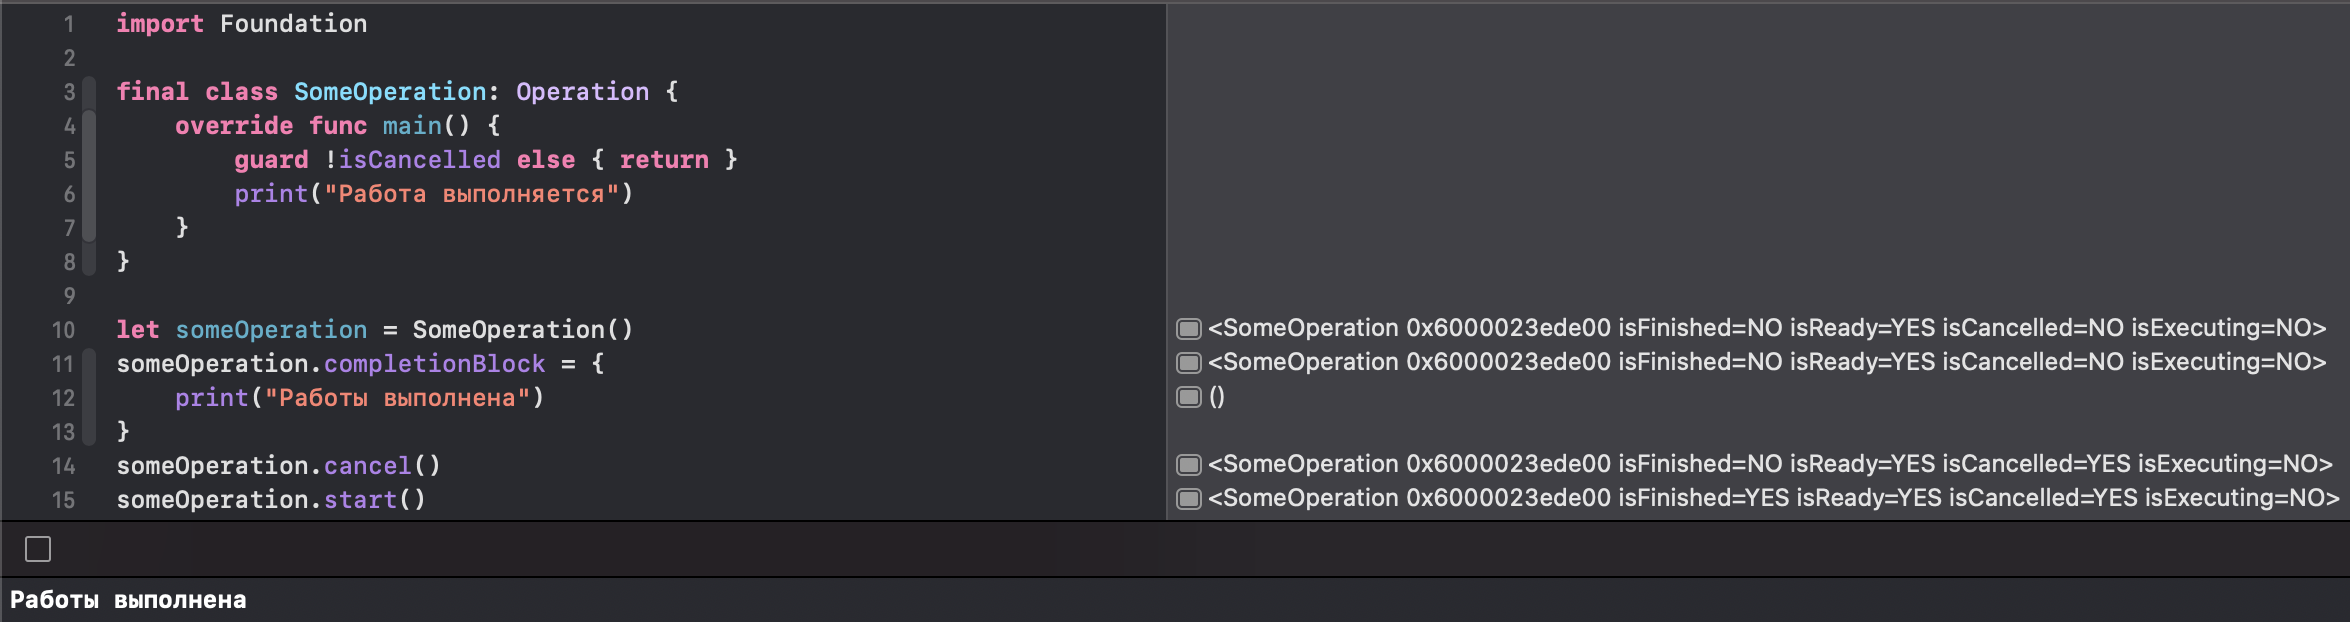 1 import Foundation
2
3 final class SomeOperation: Operation {
4 override func main() {
5 guard !isCancelled else { return }
6 print("Работа выполняется")
7 }
8 }
9
10 let someOperation = SomeOperation() <SomeOperation 0x6000023ede00 isFinished=NO isReady=YES isCancelled=NO isExecuting=NO>
11 someOperation.completionBlock = { <SomeOperation 0x6000023ede00 isFinished=NO isReady=YES isCancelled=NO isExecuting=NO>
12 print("Работы выполнена") ()
13 }
14 someOperation.cancel() <SomeOperation 0x6000023ede00 isFinished=NO isReady=YES isCancelled=YES isExecuting=NO>
15 someOperation.start() <SomeOperation 0x6000023ede00 isFinished=YES isReady=YES isCancelled=YES isExecuting=NO>
Работы выполнена